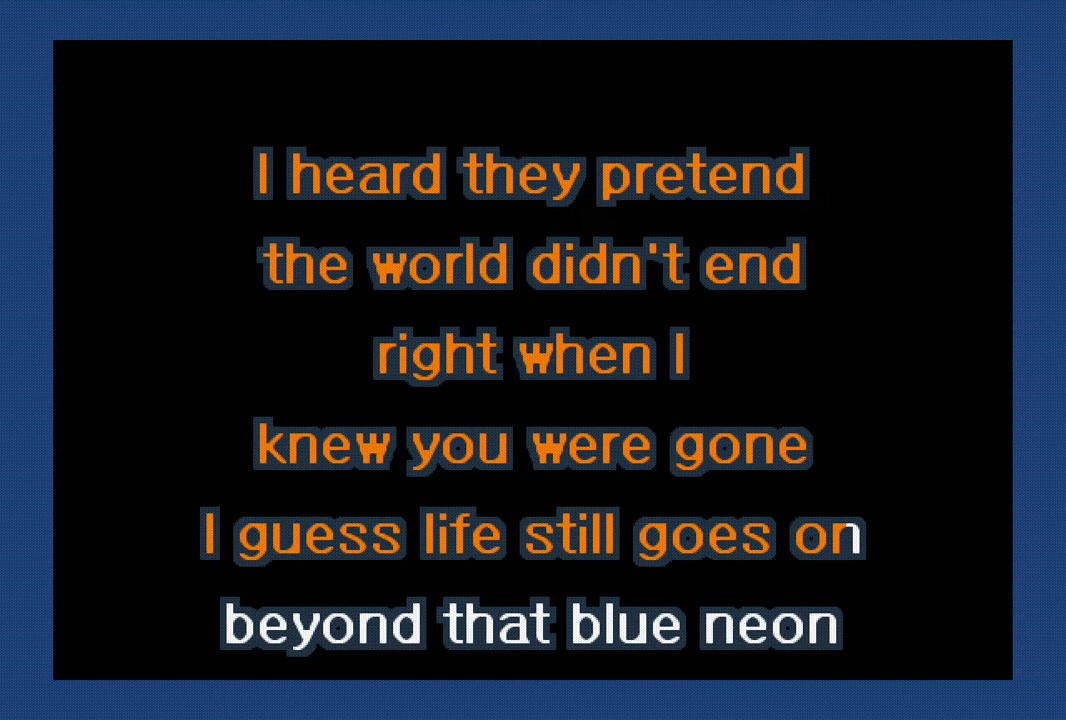 I heard they pretend
the world didn't end
right when I
knew you were gone
I guess life still goes on
beyond that blue neon